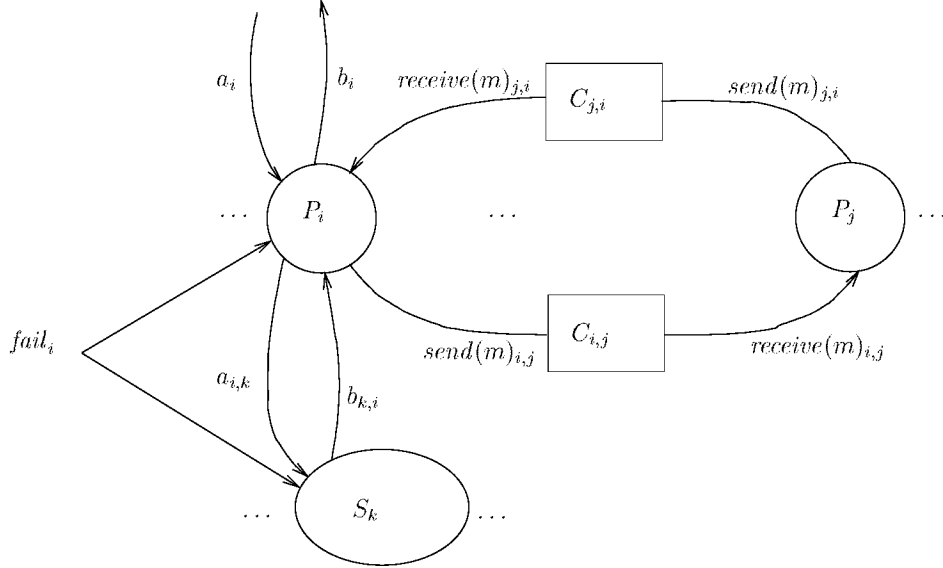 a_i
b_i
receive(m)_{j,i}
C_{j,i}
send(m)_{j,i}
...
P_i
...
P_j
...
fail_i
send(m)_{i,j}
C_{i,j}
receive(m)_{i,j}
a_{i,k}
b_{k,i}
...
S_k
...